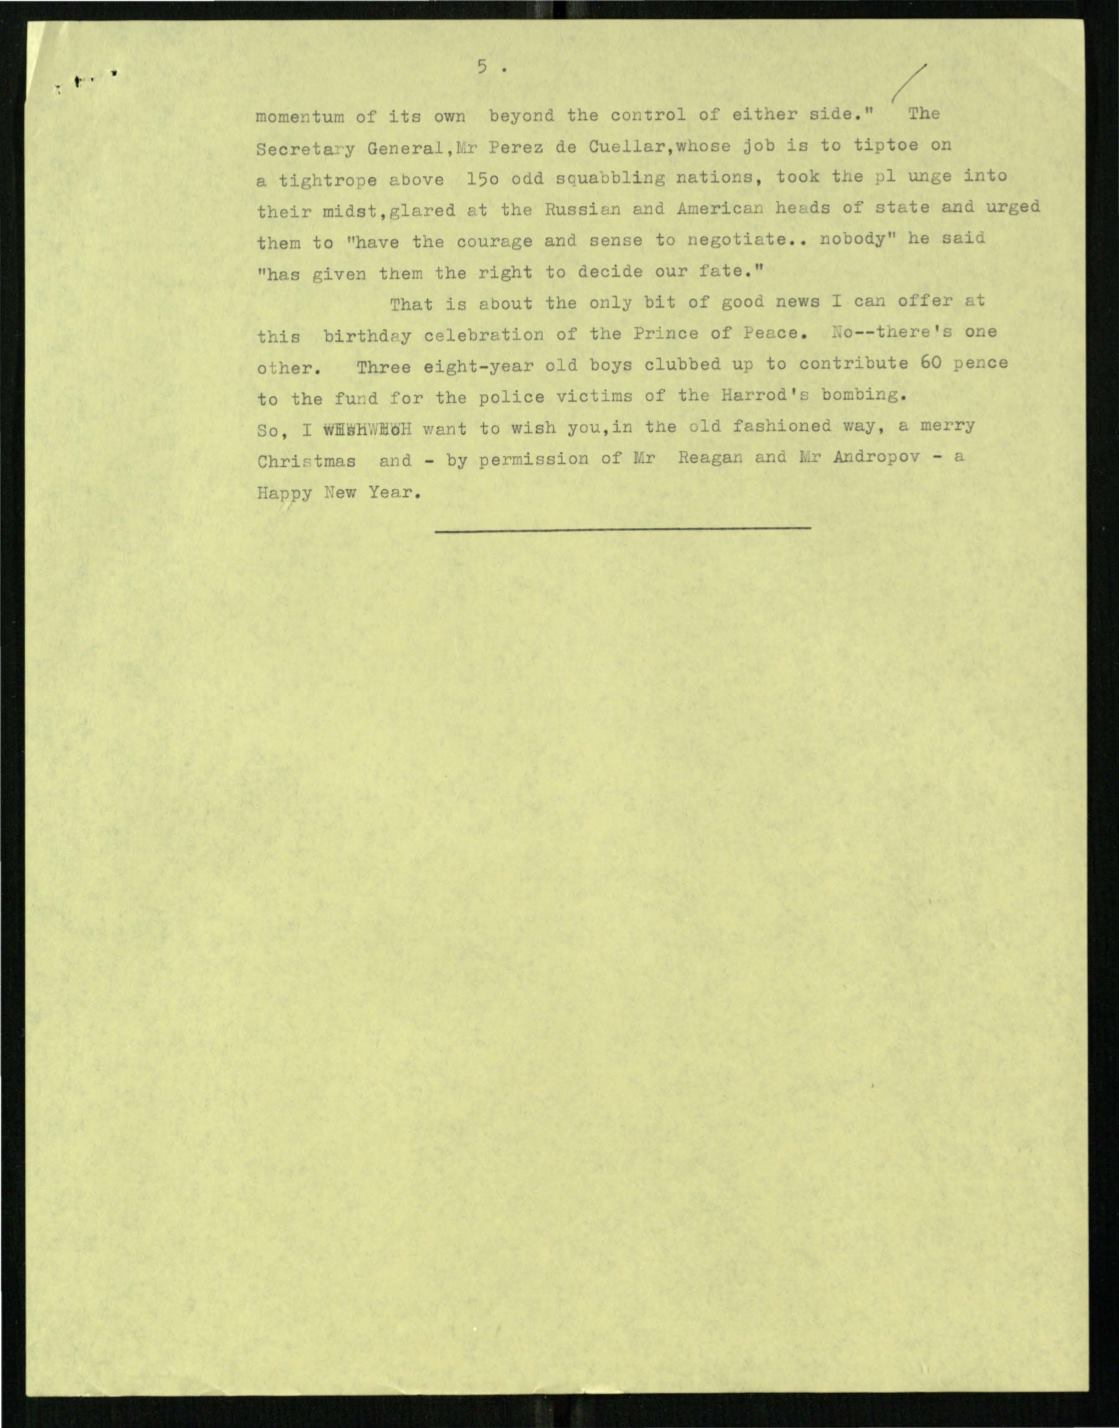 5 .
momentum of its own beyond the control of either side." The
Secretary General,Mr Perez de Cuellar,whose job is to tiptoe on
a tightrope above 15o odd squabbling nations, took the pl unge into
their midst,glared at the Russian and American heads of state and urged
them to "have the courage and sense to negotiate.. nobody" he said
"has given them the right to decide our fate."
That is about the only bit of good news I can offer at
this birthday celebration of the Prince of Peace. No--there's one
other. Three eight-year old boys clubbed up to contribute 60 pence
to the fund for the police victims of the Harrod's bombing.
So, I want to wish you,in the old fashioned way, a merry
Christmas and - by permission of Mr Reagan and Mr Andropov - a
Happy New Year.